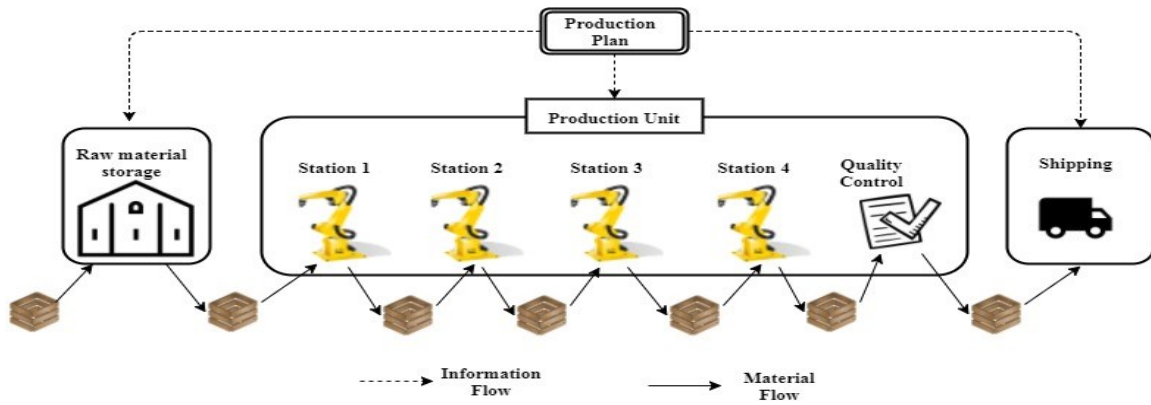 Production
Plan
Production Unit
Raw material
storage
Station 1
Station 2
Station 3
Station 4
Quality
Control
Shipping
Information
Flow
Material
Flow